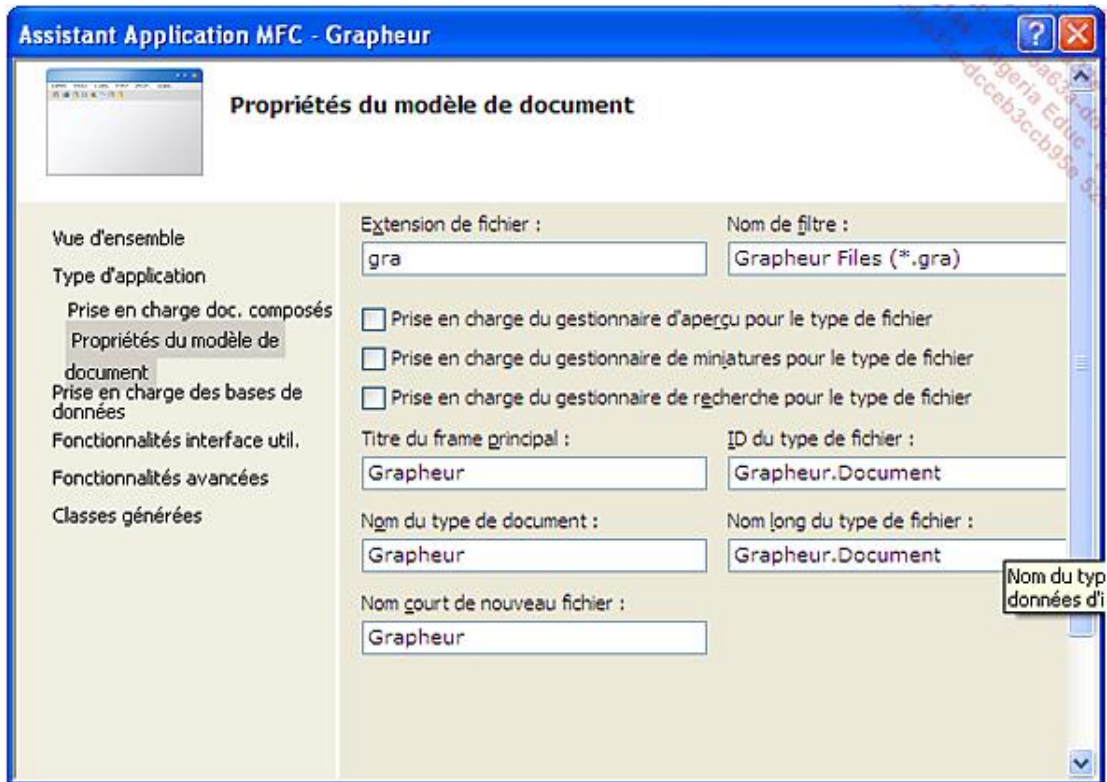 Assistant Application MFC - Grapheur
Propriétés du modèle de document
Vue d'ensemble
Type d'application
Prise en charge doc. composés
Propriétés du modèle de
document
Prise en charge des bases de
données
Fonctionnalités interface util.
Fonctionnalités avancées
Classes générées
Extension de fichier :
gra
Nom de filtre :
Grapheur Files (*.gra)
Prise en charge du gestionnaire d'aperçu pour le type de fichier
Prise en charge du gestionnaire de miniatures pour le type de fichier
Prise en charge du gestionnaire de recherche pour le type de fichier
Titre du frame principal :
Grapheur
ID du type de fichier :
Grapheur.Document
Nom du type de document :
Grapheur
Nom long du type de fichier :
Grapheur.Document
Nom du typ
données d'i
Nom court de nouveau fichier :
Grapheur